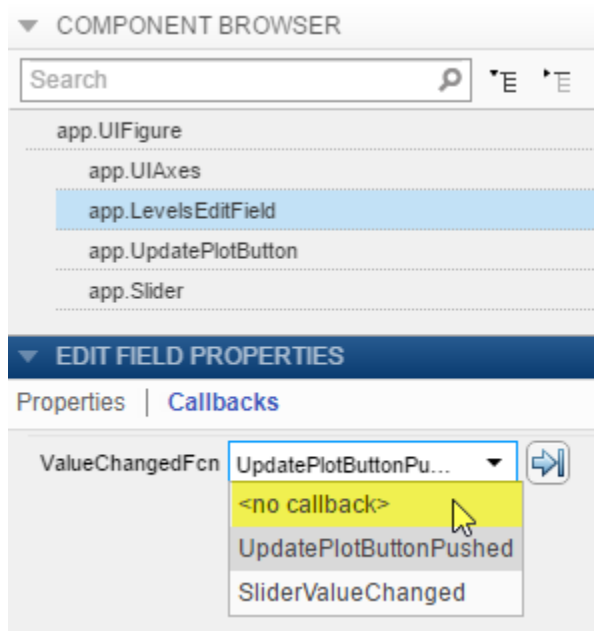 COMPONENT BROWSER
Search
app.UIFigure
app.UIAxes
app.LevelsEditField
app.UpdatePlotButton
app.Slider
EDIT FIELD PROPERTIES
Properties | Callbacks
ValueChangedFcn UpdatePlotButtonPu...
<no callback>
UpdatePlotButtonPushed
SliderValueChanged